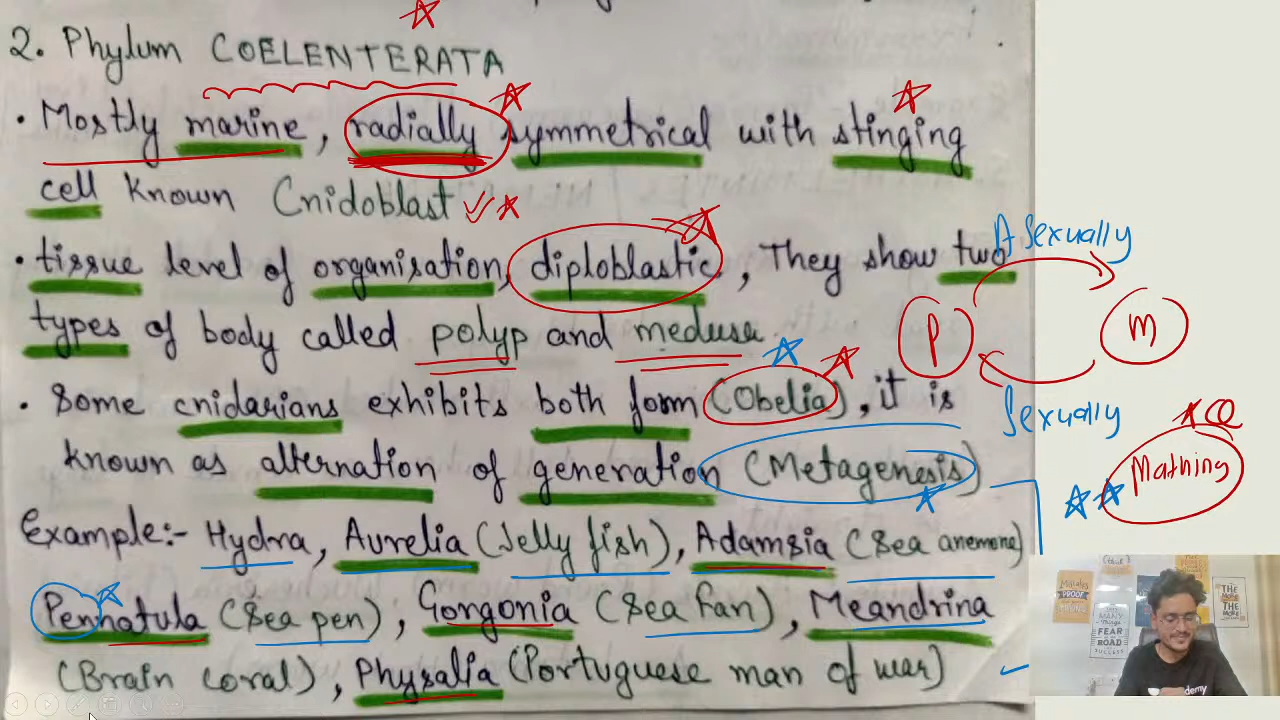 2. Phylum COELENTERATA
• Mostly marine, radially symmetrical with stinging
cell known Cnidoblast
• tissue level of organisation, diploblastic, They show two
types of body called polyp and medusa.
• Some cnidarians exhibits both form (Obelia), it is
known as alternation of generation (Metagenesis)
Example:- Hydra, Aurelia (Jelly fish), Adamsia (Sea anemone)
Pennatula (Sea pen), Gorgonia (Sea fan), Meandrina
(Brain coral), Physalia (Portuguese man of war)
ASexually
P
M
Sexually
Mathing